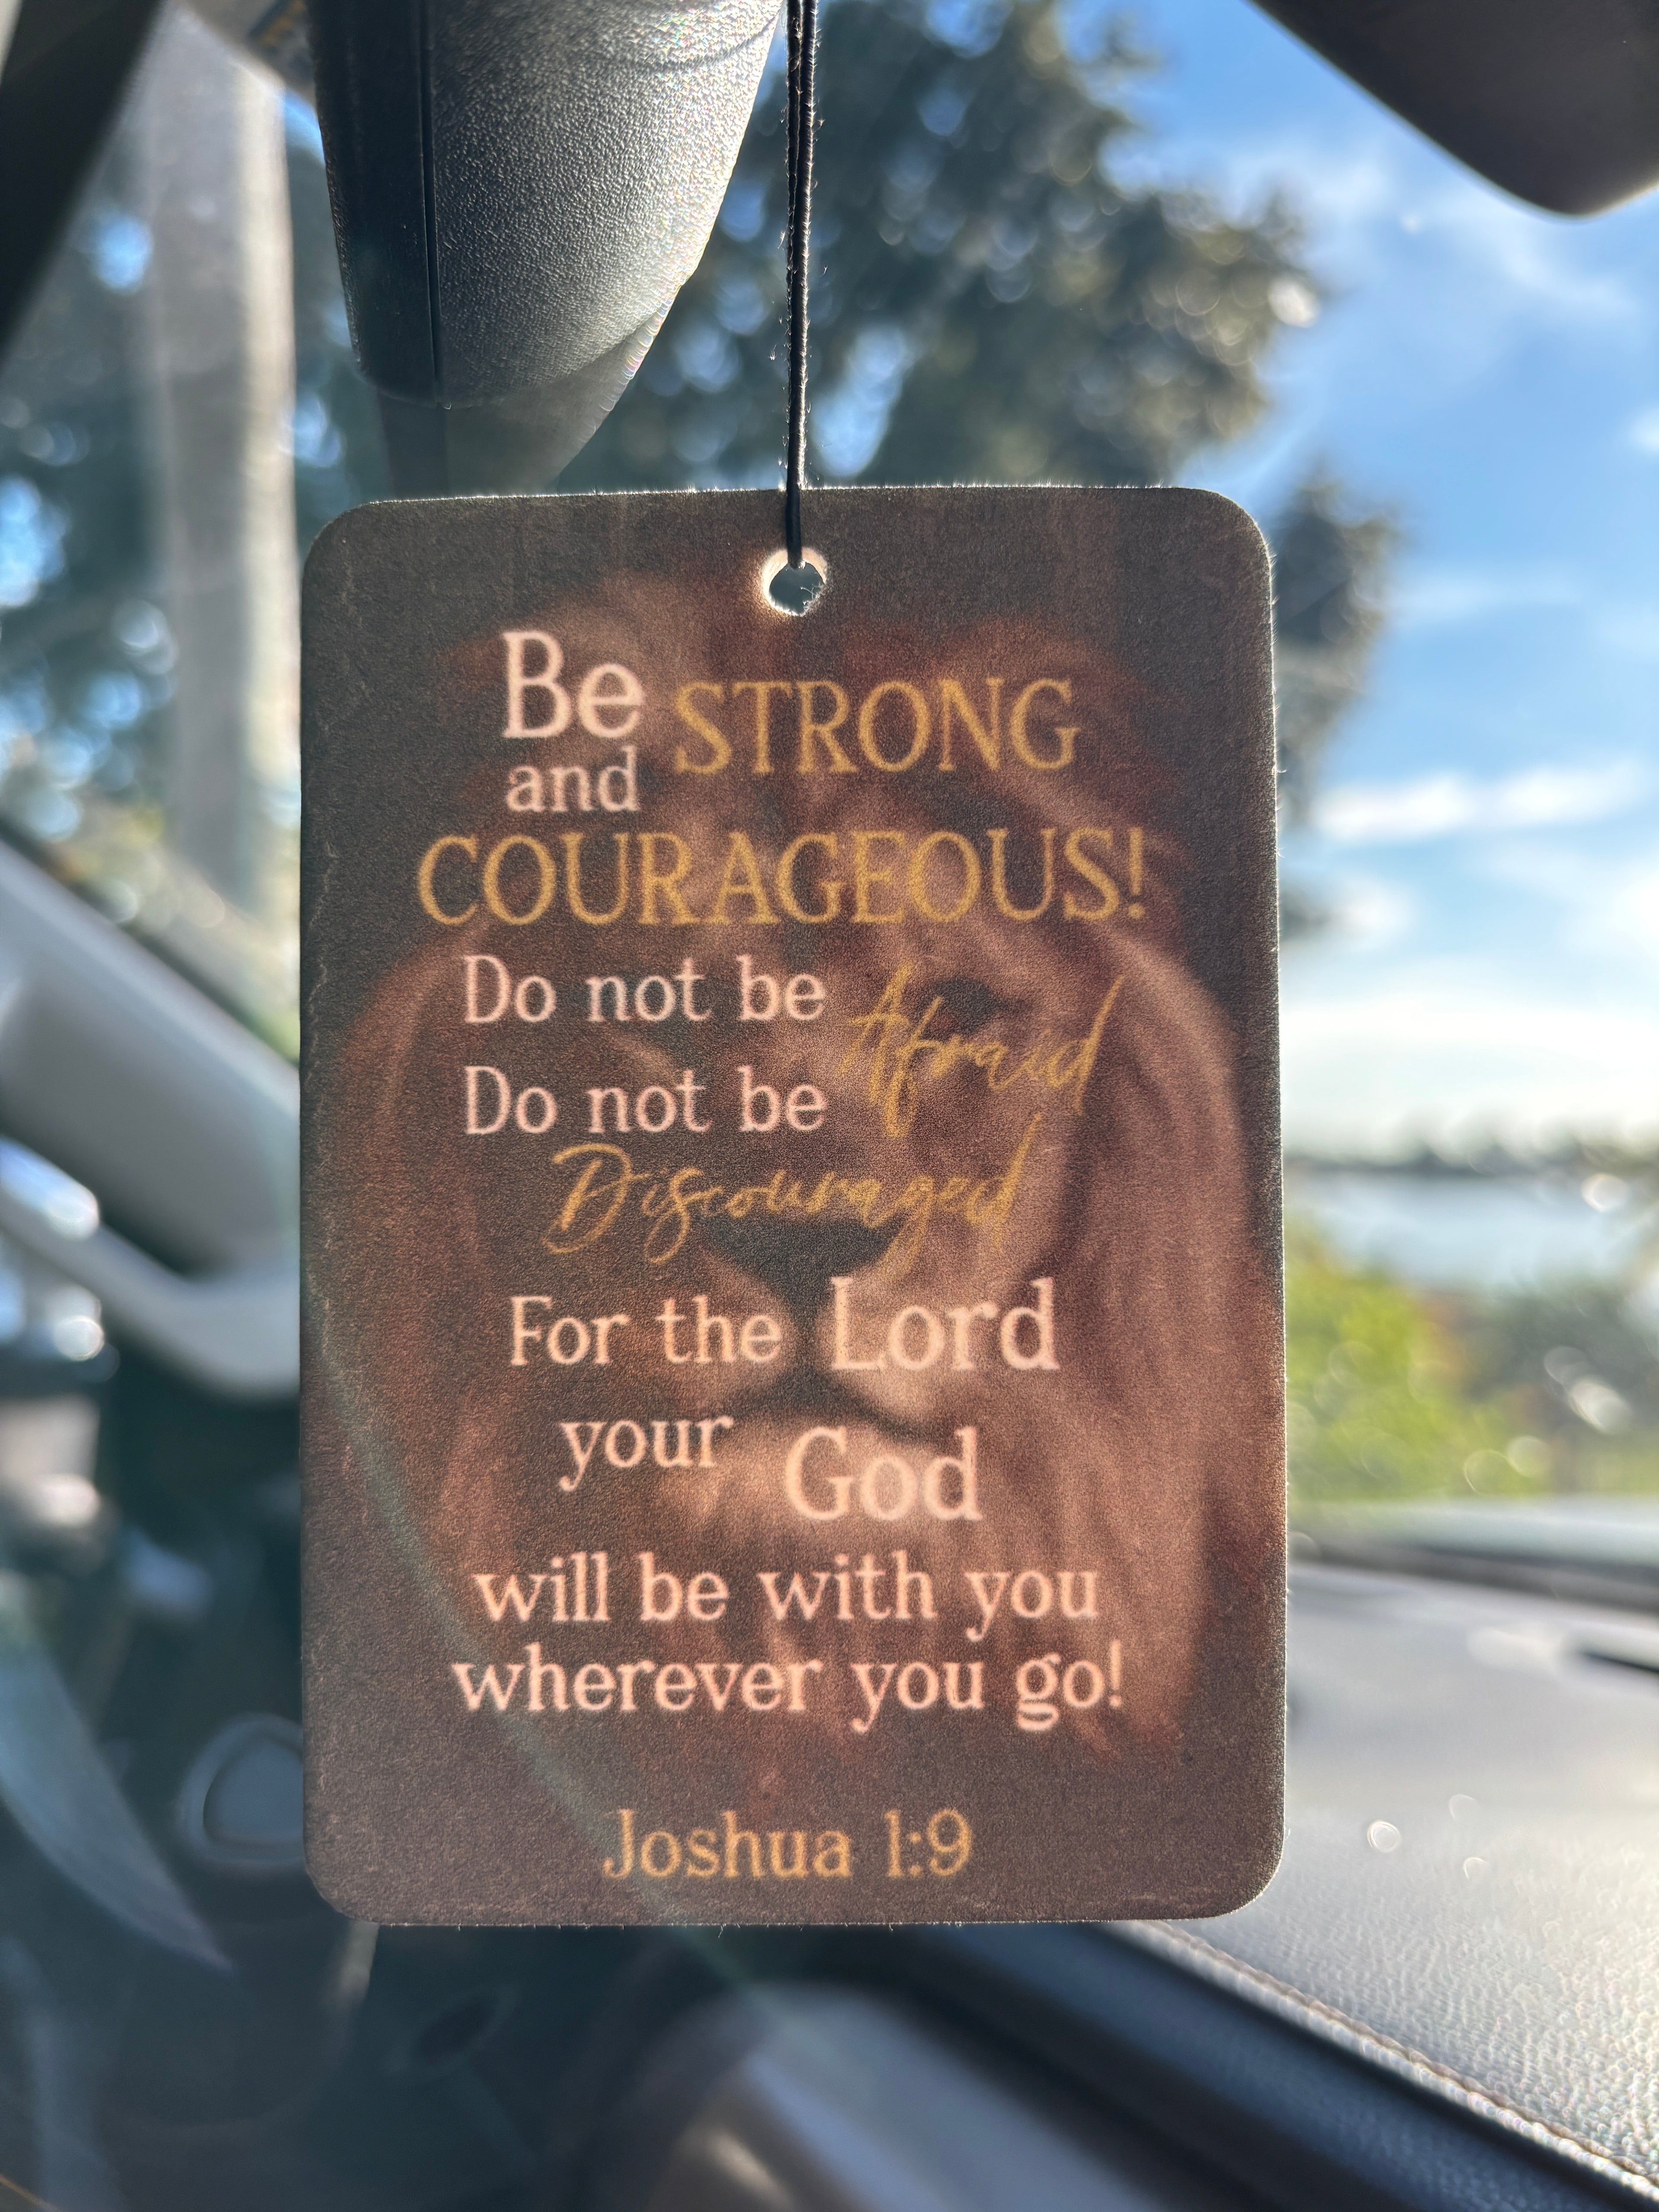 Be STRONG
and
COURAGEOUS!
Do not be Afraid
Do not be
Discouraged
For the Lord
your God
will be with you
wherever you go!
Joshua 1:9